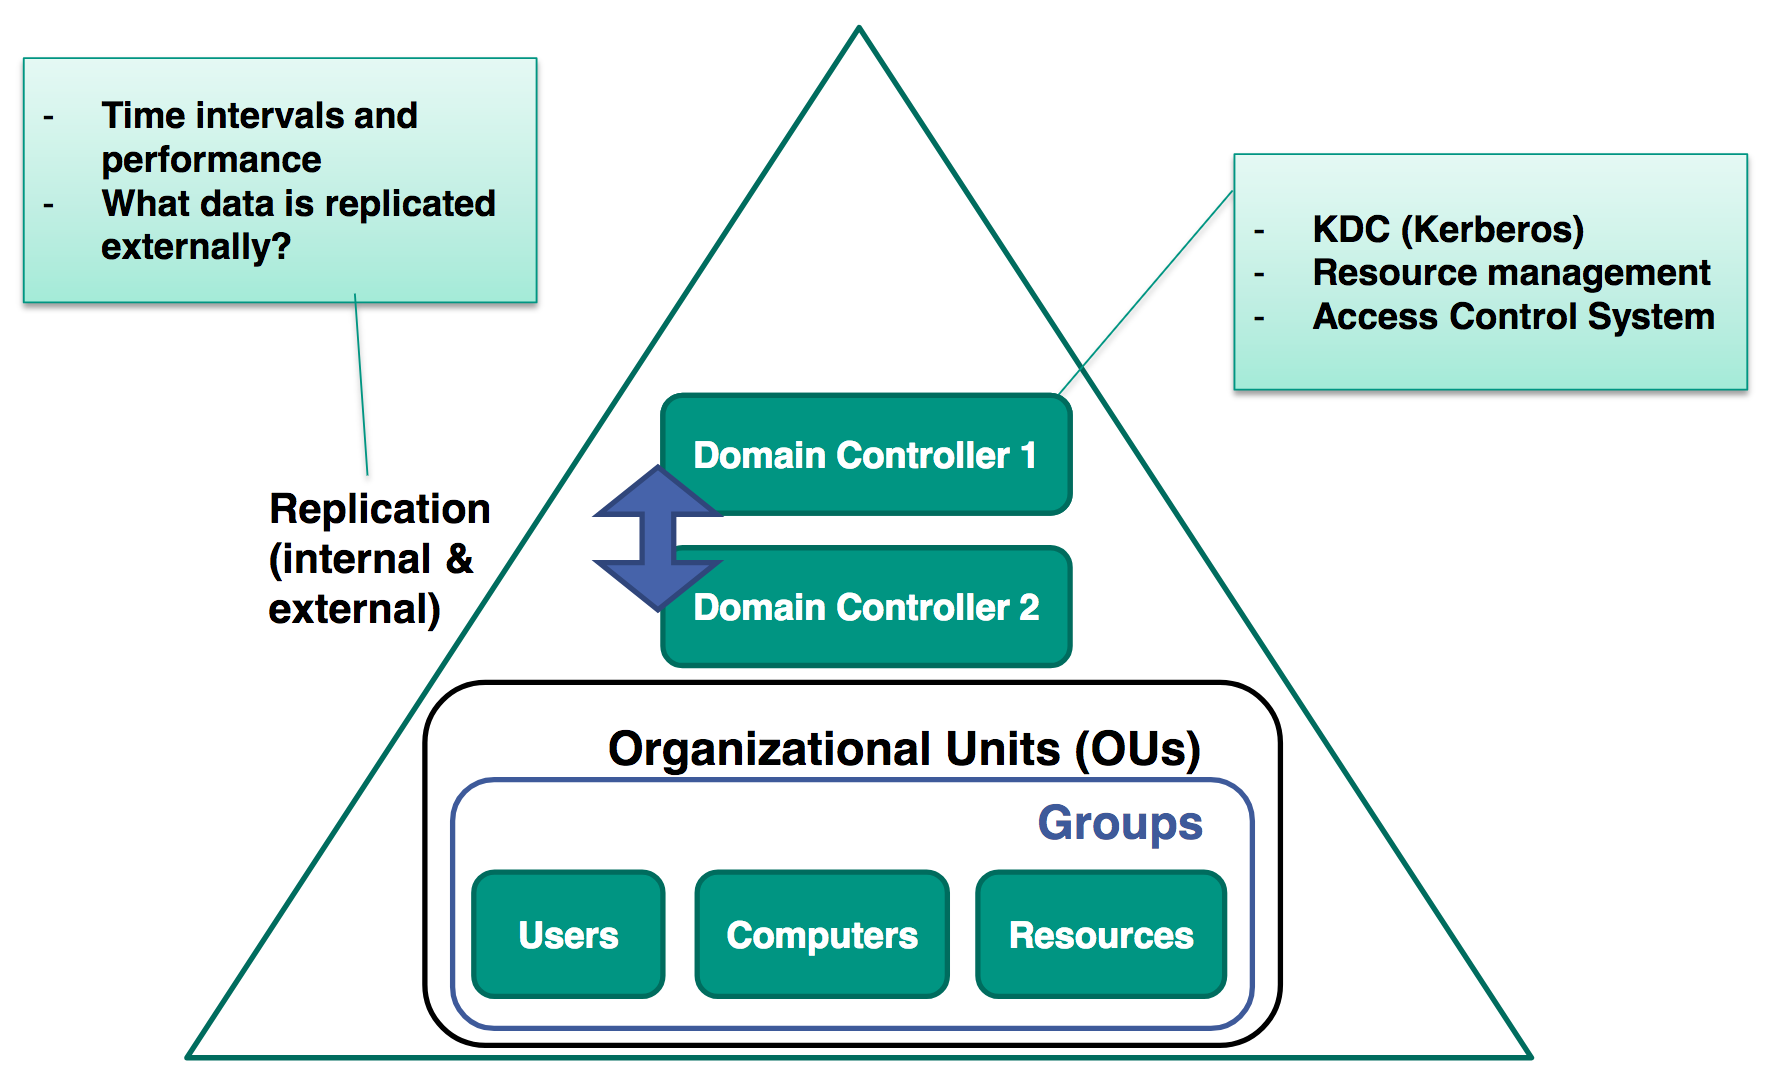 - Time intervals and
performance
- What data is replicated
externally?
- KDC (Kerberos)
- Resource management
- Access Control System
Domain Controller 1
Replication
(internal &
external)
Domain Controller 2
Organizational Units (OUs)
Groups
Users
Computers
Resources